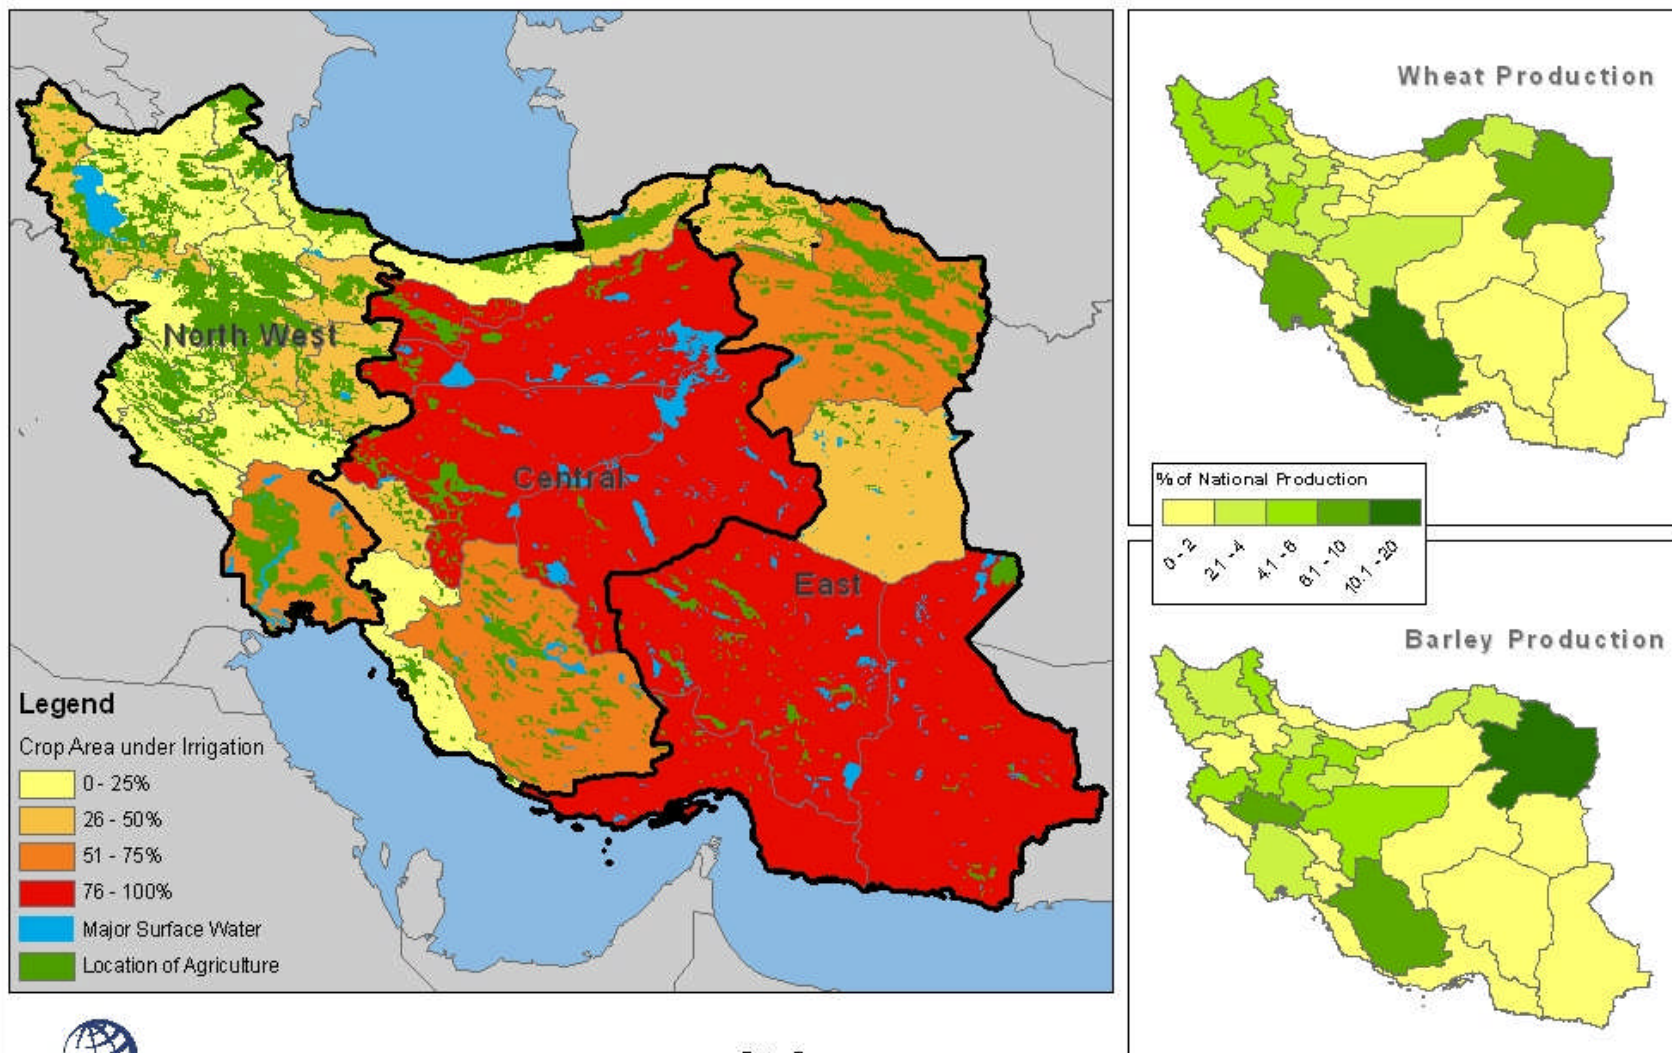 Wheat Production
North West
Central
East
% of National Production
0 - 2
2.1 - 4
4.1 - 6
6.1 - 10
10.1 - 20
Barley Production
Legend
Crop Area under Irrigation
0 - 25%
26 - 50%
51 - 75%
76 - 100%
Major Surface Water
Location of Agriculture